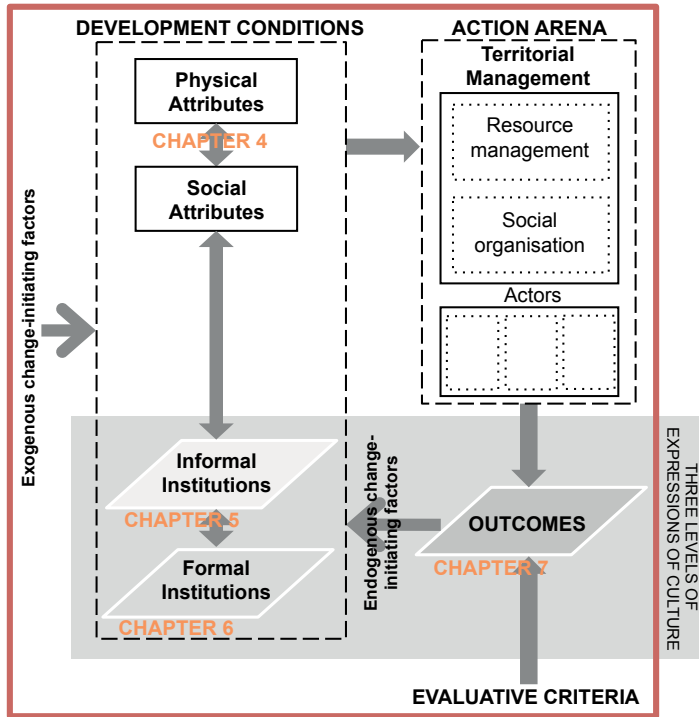 DEVELOPMENT CONDITIONS
Physical
Attributes
CHAPTER 4
Social
Attributes
Exogenous change-initiating factors
Informal
Institutions
CHAPTER 5
Formal
Institutions
CHAPTER 6
ACTION ARENA
Territorial
Management
Resource
management
Social
organisation
Actors
Endogenous change-
initiating factors
OUTCOMES
CHAPTER 7
THREE LEVELS OF
EXPRESSIONS OF CULTURE
EVALUATIVE CRITERIA